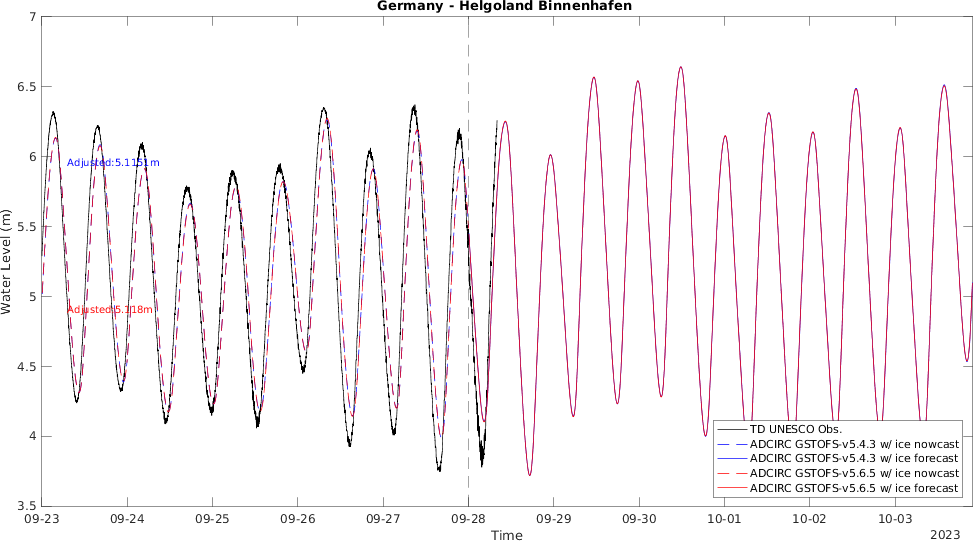 Germany - Helgoland Binnenhafen
7
6.5
6
5.5
5
4.5
4
3.5
Water Level (m)
Adjusted:5.1151m
Adjusted:5.118m
TD UNESCO Obs.
ADCIRC GSTOFS-v5.4.3 w/ ice nowcast
ADCIRC GSTOFS-v5.4.3 w/ ice forecast
ADCIRC GSTOFS-v5.6.5 w/ ice nowcast
ADCIRC GSTOFS-v5.6.5 w/ ice forecast
09-23 09-24 09-25 09-26 09-27 09-28 09-29 09-30 10-01 10-02 10-03
Time
2023